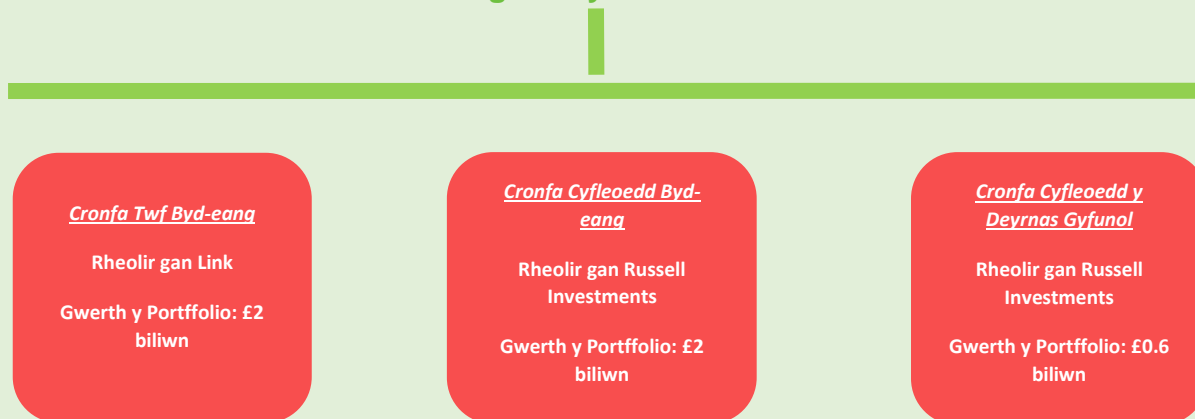 Cronfa Twf Byd-eang
Rheolir gan Link
Gwerth y Portffolio: £2
biliwn
Cronfa Cyfleoedd Byd-
eang
Rheolir gan Russell
Investments
Gwerth y Portffolio: £2
biliwn
Cronfa Cyfleoedd y
Deyrnas Gyfunol
Rheolir gan Russell
Investments
Gwerth y Portffolio: £0.6
biliwn